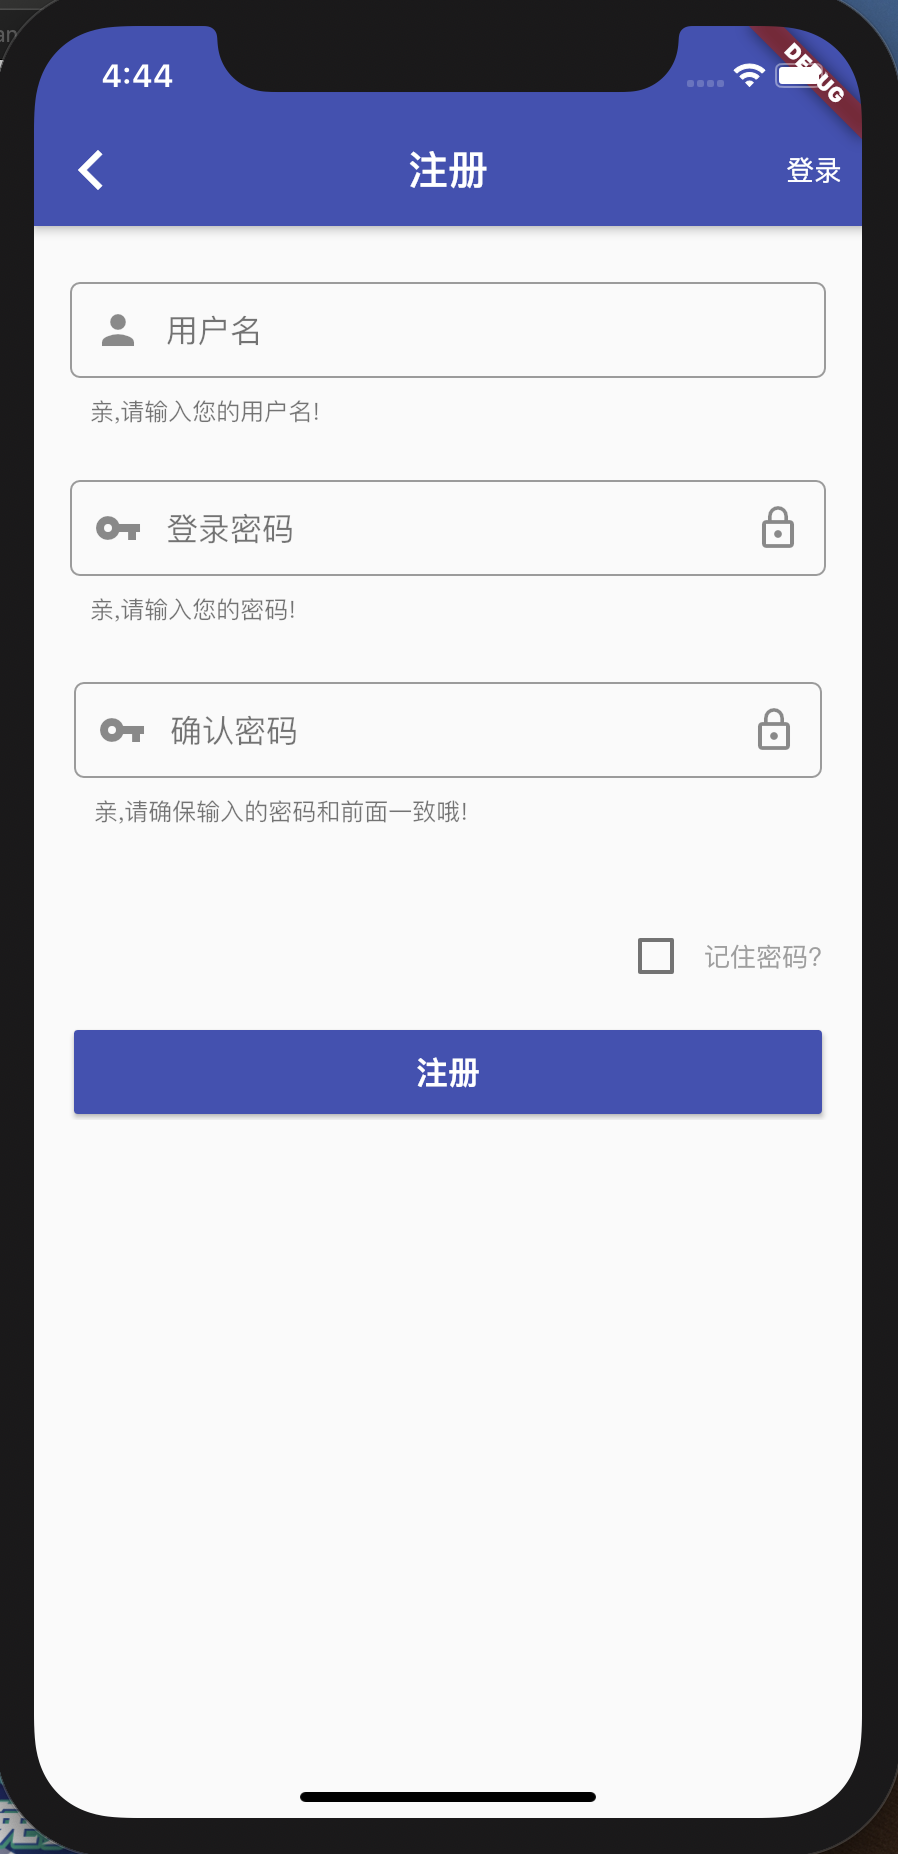 4:44
DEBUG
注册
登录
用户名
亲,请输入您的用户名!
登录密码
亲,请输入您的密码!
确认密码
亲,请确保输入的密码和前面一致哦!
记住密码?
注册